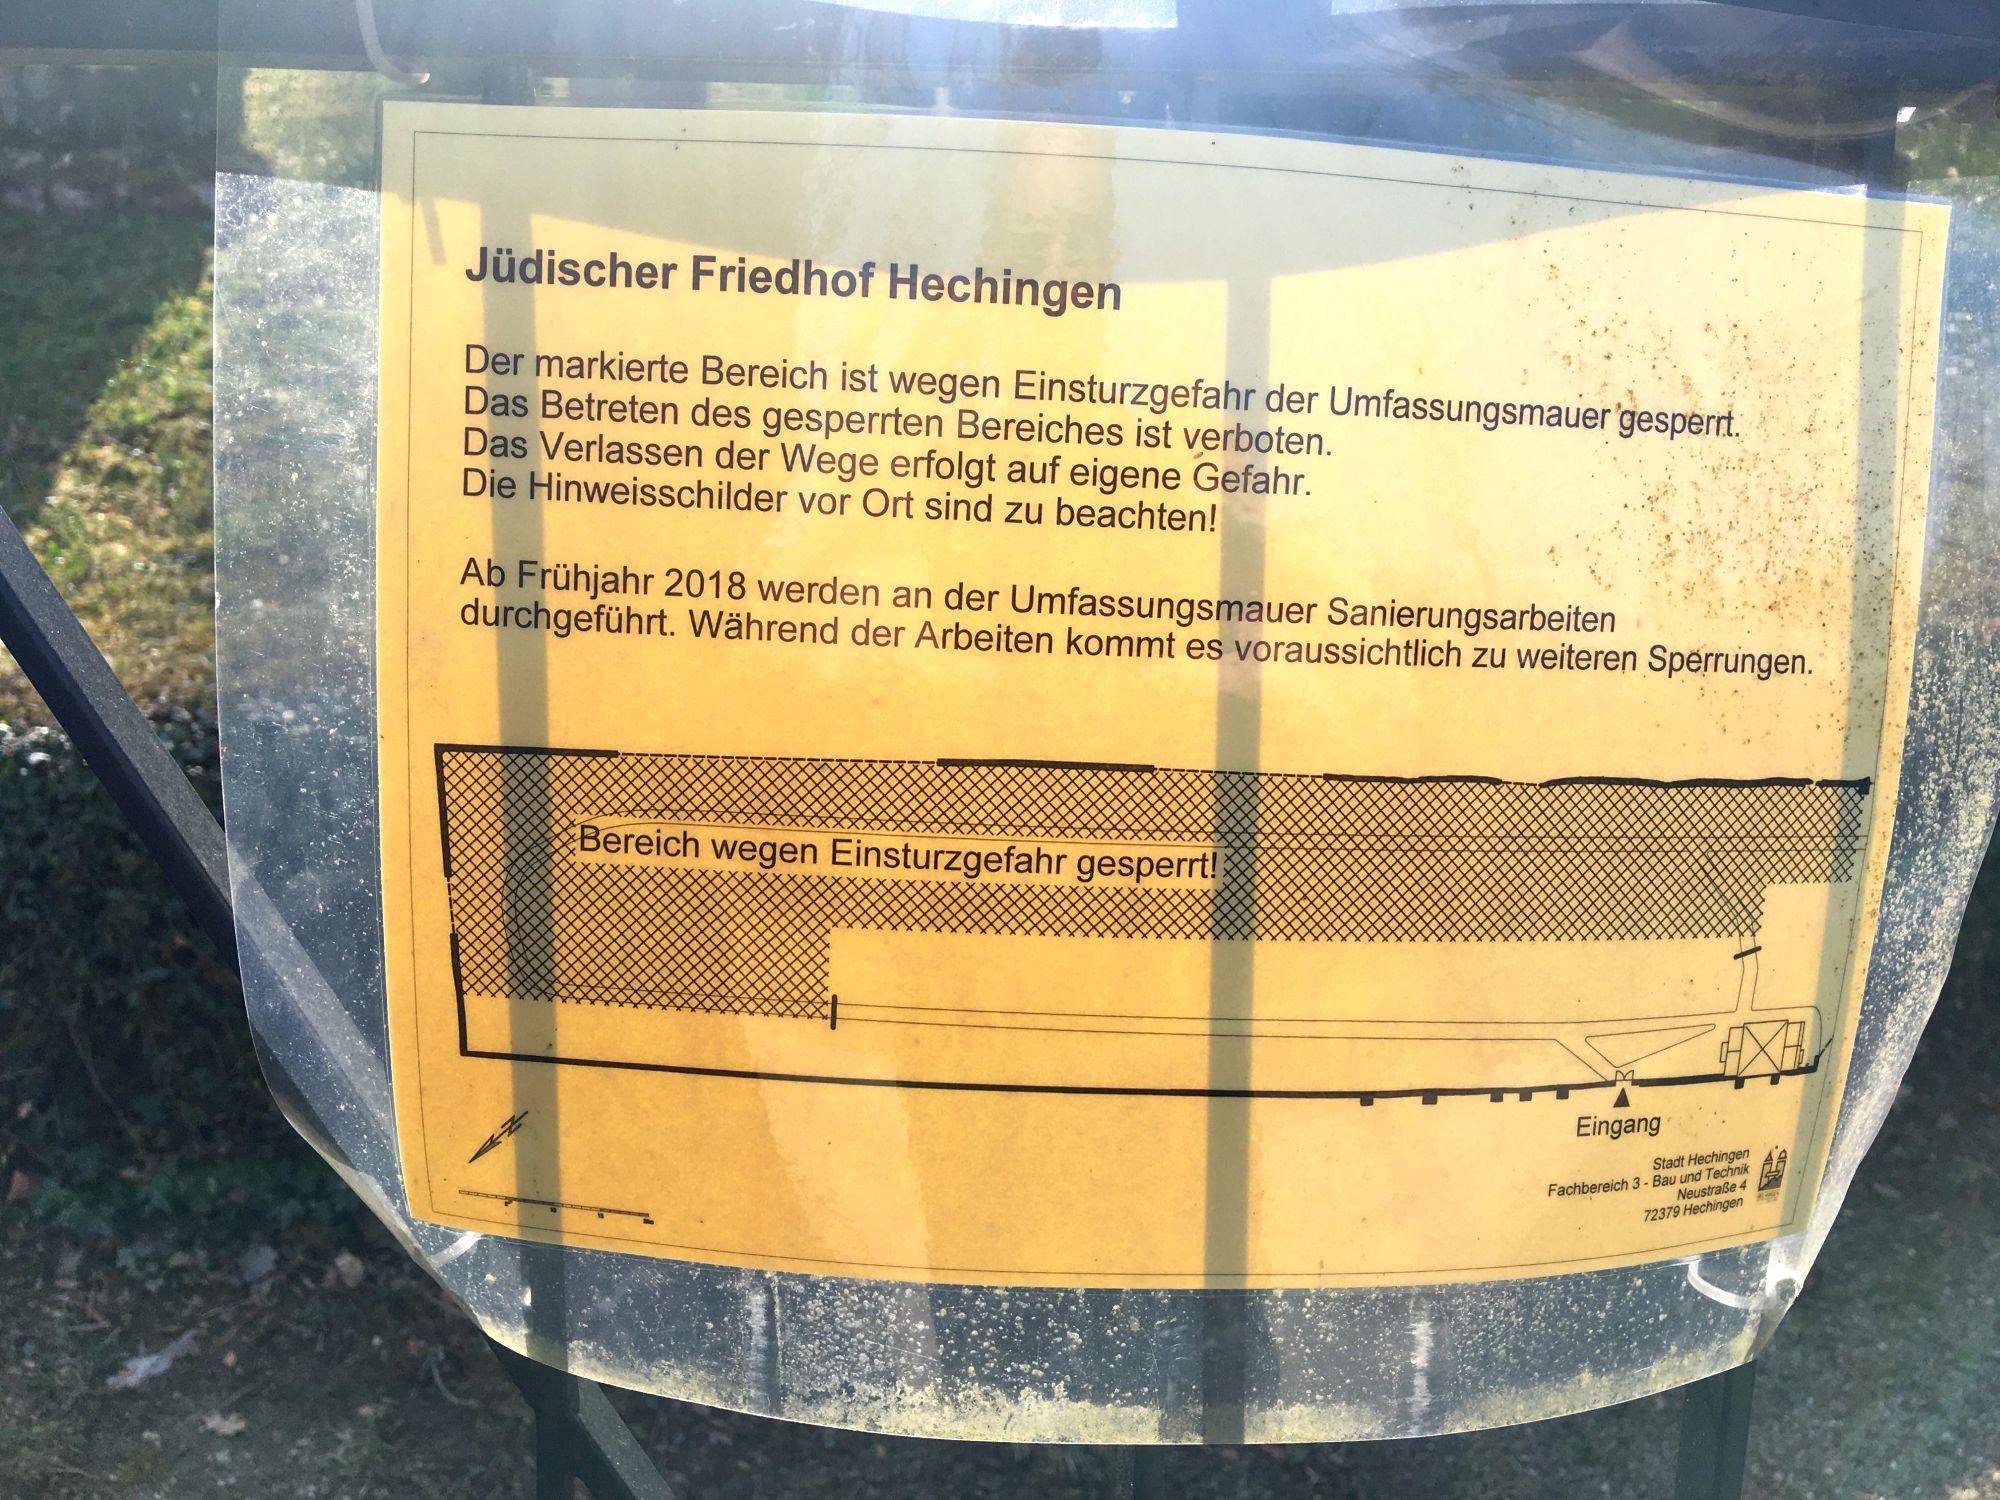 Jüdischer Friedhof Hechingen
Der markierte Bereich ist wegen Einsturzgefahr der Umfassungsmauer gesperrt.
Das Betreten des gesperrten Bereiches ist verboten.
Das Verlassen der Wege erfolgt auf eigene Gefahr.
Die Hinweisschilder vor Ort sind zu beachten!
Ab Frühjahr 2018 werden an der Umfassungsmauer Sanierungsarbeiten
durchgeführt. Während der Arbeiten kommt es voraussichtlich zu weiteren Sperrungen.
Bereich wegen Einsturzgefahr gesperrt!
Eingang
Stadt Hechingen
Fachbereich 3 - Bau und Technik
Neustraße 4
72379 Hechingen